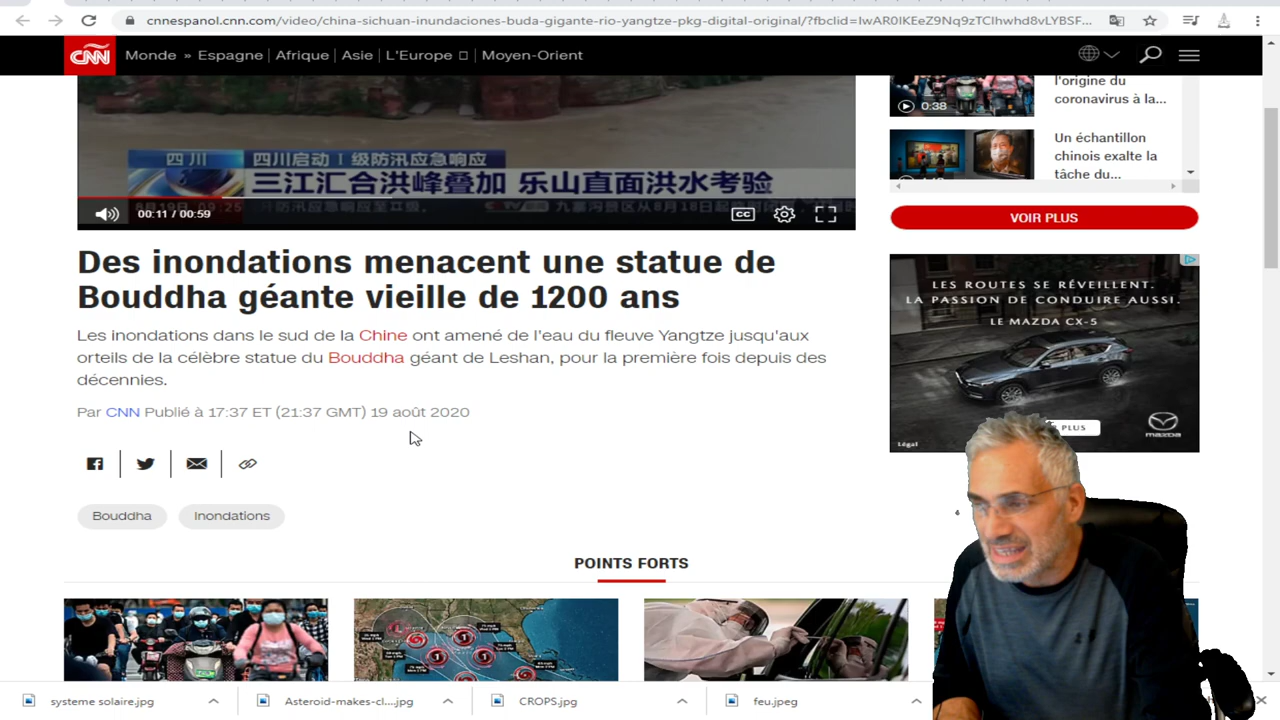 cnnespanol.cnn.com/video/china-sichuan-inundaciones-buda-gigante-rio-yangtze-pkg-digital-original/?fbclid=IwAR0IKEeZ9Nq9zTClhwhd8vLYBSF...
CNN Monde » Espagne | Afrique | Asie | L'Europe | Moyen-Orient
四川 四川启动Ⅰ级防汛应急响应
三江汇合洪峰叠加 乐山直面洪水考验
00:11 / 00:59 CC
l'origine du
coronavirus à la...
0:38
Un échantillon
chinois exalte la
tâche du...
VOIR PLUS
Des inondations menacent une statue de
Bouddha géante vieille de 1200 ans
Les inondations dans le sud de la Chine ont amené de l'eau du fleuve Yangtze jusqu'aux
orteils de la célèbre statue du Bouddha géant de Leshan, pour la première fois depuis des
décennies.
Par CNN Publié à 17:37 ET (21:37 GMT) 19 août 2020
LES ROUTES SE RÉVEILLENT.
LA PASSION DE CONDUIRE AUSSI.
LE MAZDA CX-5
PLUS
mazda
Légal
Bouddha Inondations
POINTS FORTS
systeme solaire.jpg Asteroid-makes-cl....jpg CROPS.jpg feu.jpeg